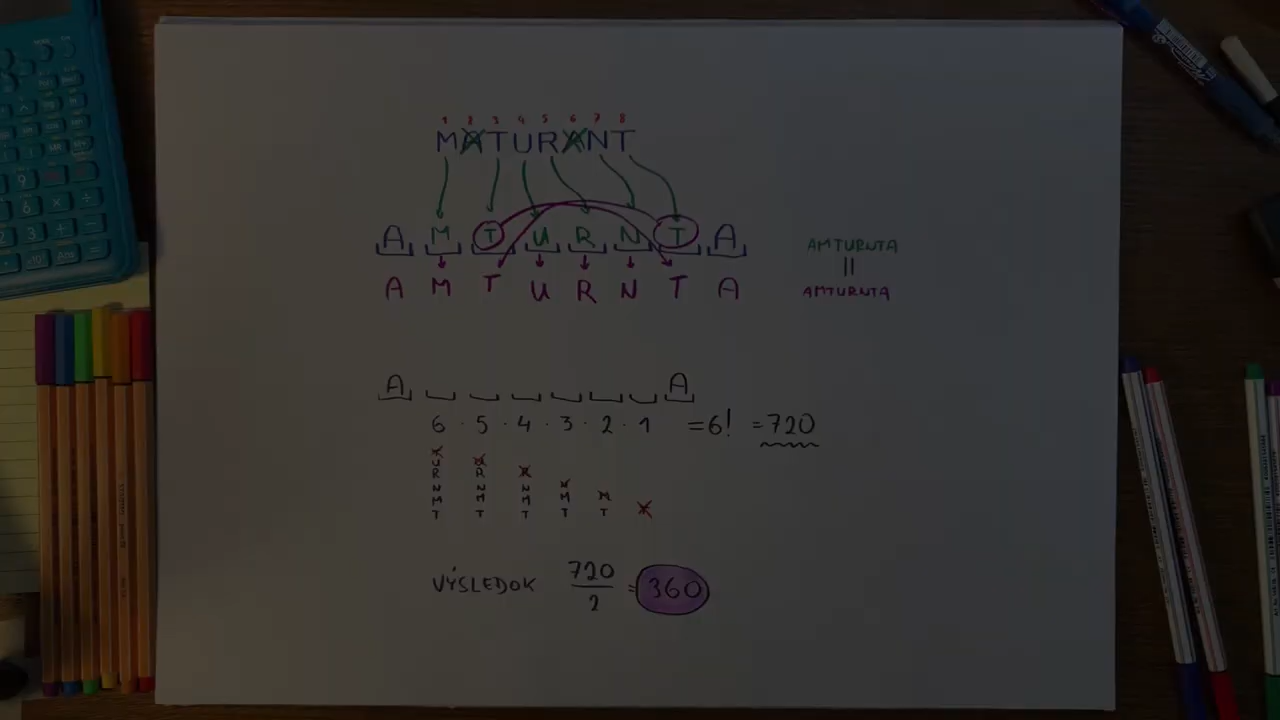 1 2 3 4 5 6 7 8
MATURANT
A M T U R N T A
AMTURNTA
||
A M T U R N T A
AMTURNTA
A _ _ _ _ _ _ A
6 · 5 · 4 · 3 · 2 · 1 = 6! = 720
R R N M M
N N N M T
M M M T
T T T
VÝSLEDOK 720/2 = 360